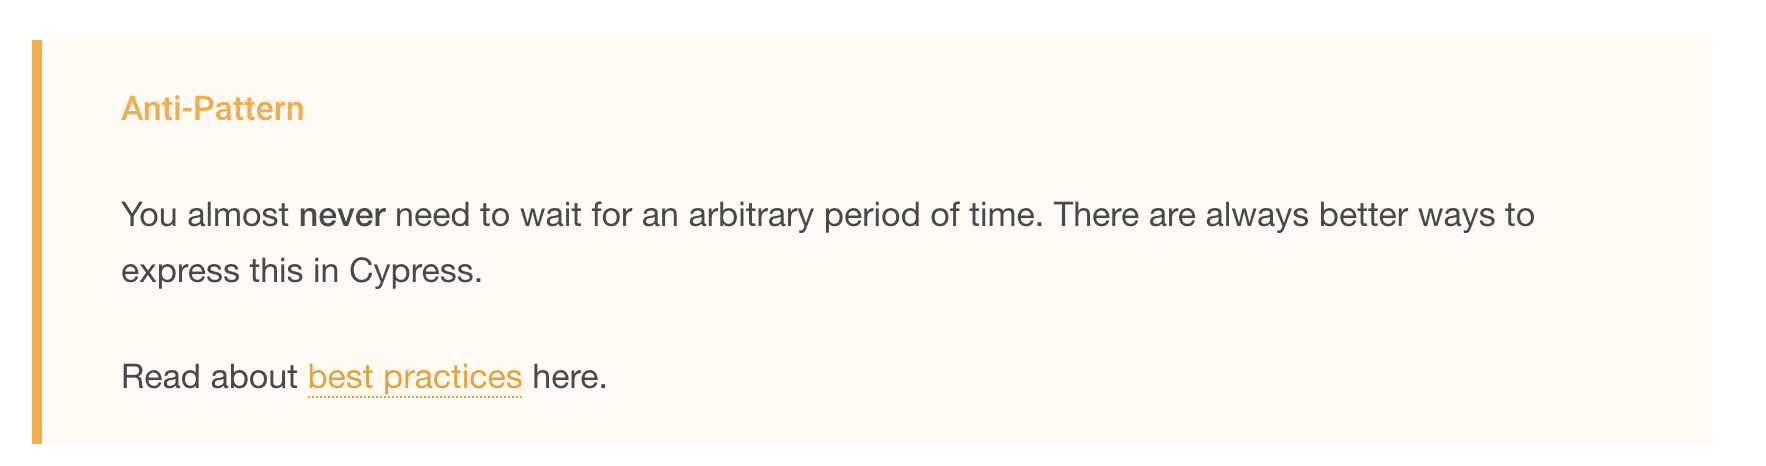 Anti-Pattern
You almost never need to wait for an arbitrary period of time. There are always better ways to
express this in Cypress.
Read about best practices here.